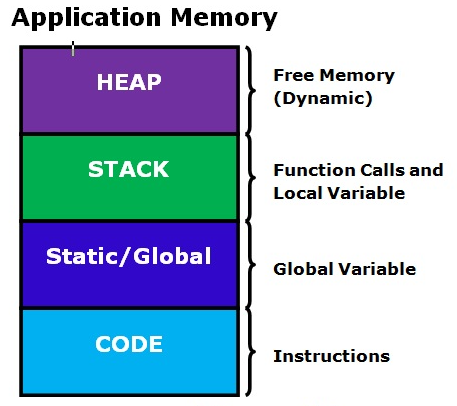 Application Memory
HEAP
Free Memory
(Dynamic)
STACK
Function Calls and
Local Variable
Static/Global
Global Variable
CODE
Instructions